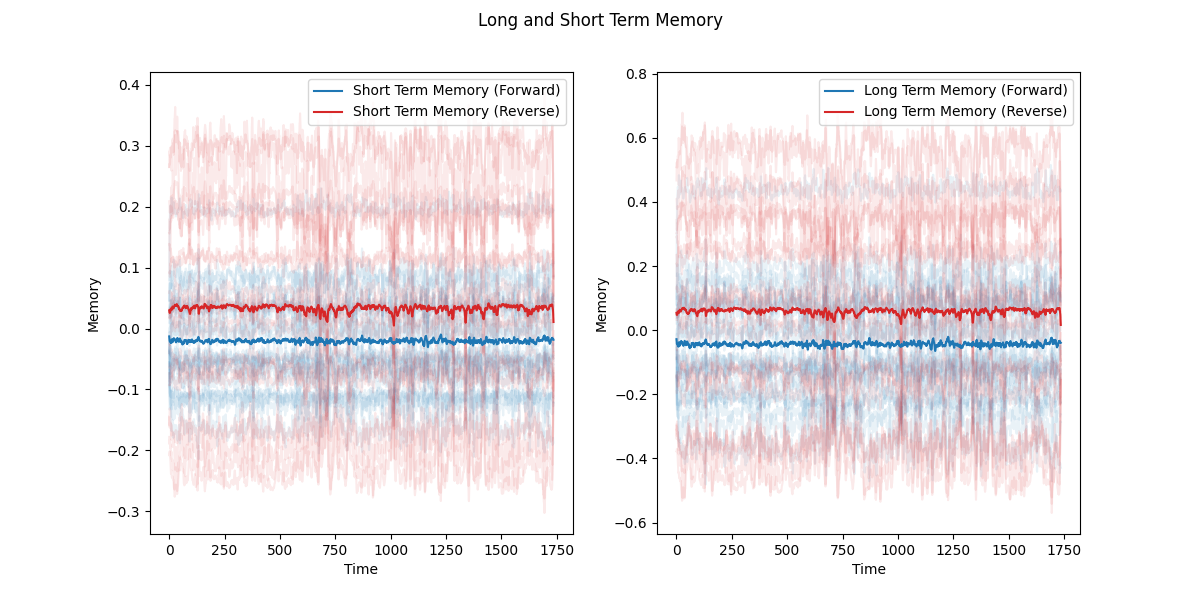 Long and Short Term Memory
Short Term Memory (Forward)
Short Term Memory (Reverse)
0.4
0.3
0.2
0.1
0.0
−0.1
−0.2
−0.3
Memory
0 250 500 750 1000 1250 1500 1750
Time
Long Term Memory (Forward)
Long Term Memory (Reverse)
0.8
0.6
0.4
0.2
0.0
−0.2
−0.4
−0.6
Memory
0 250 500 750 1000 1250 1500 1750
Time